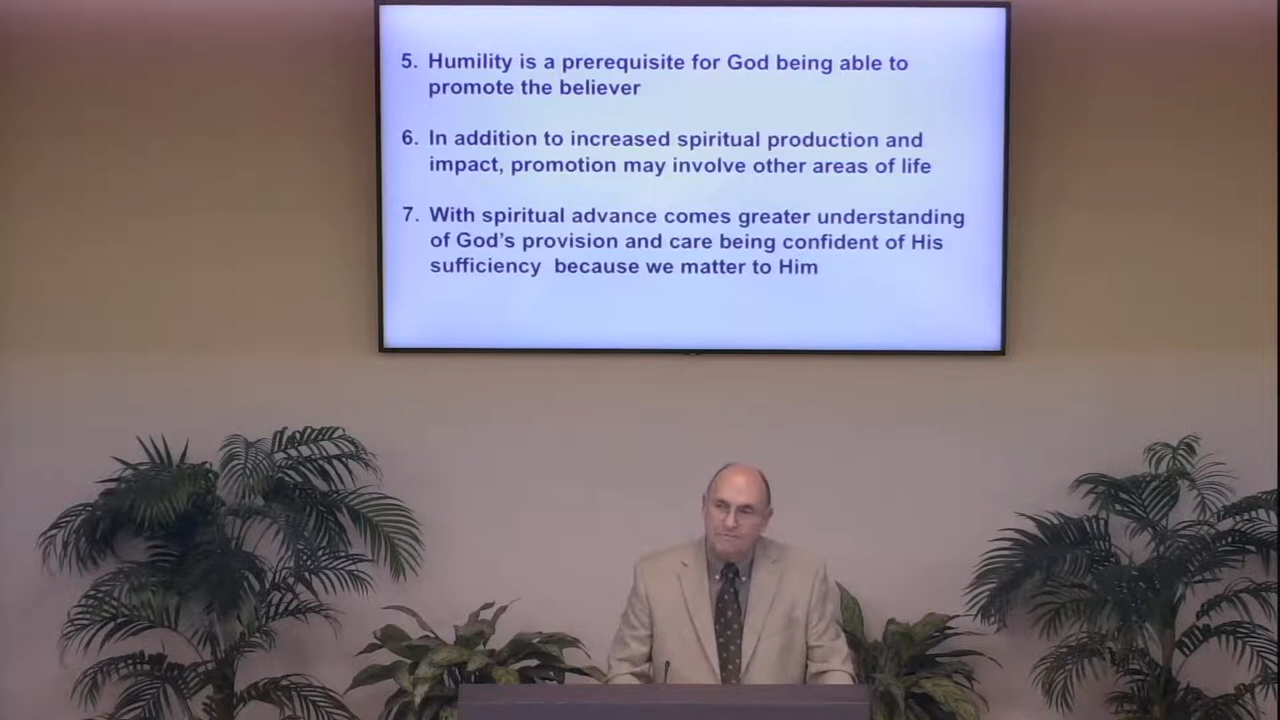 5. Humility is a prerequisite for God being able to
promote the believer
6. In addition to increased spiritual production and
impact, promotion may involve other areas of life
7. With spiritual advance comes greater understanding
of God's provision and care being confident of His
sufficiency  because we matter to Him